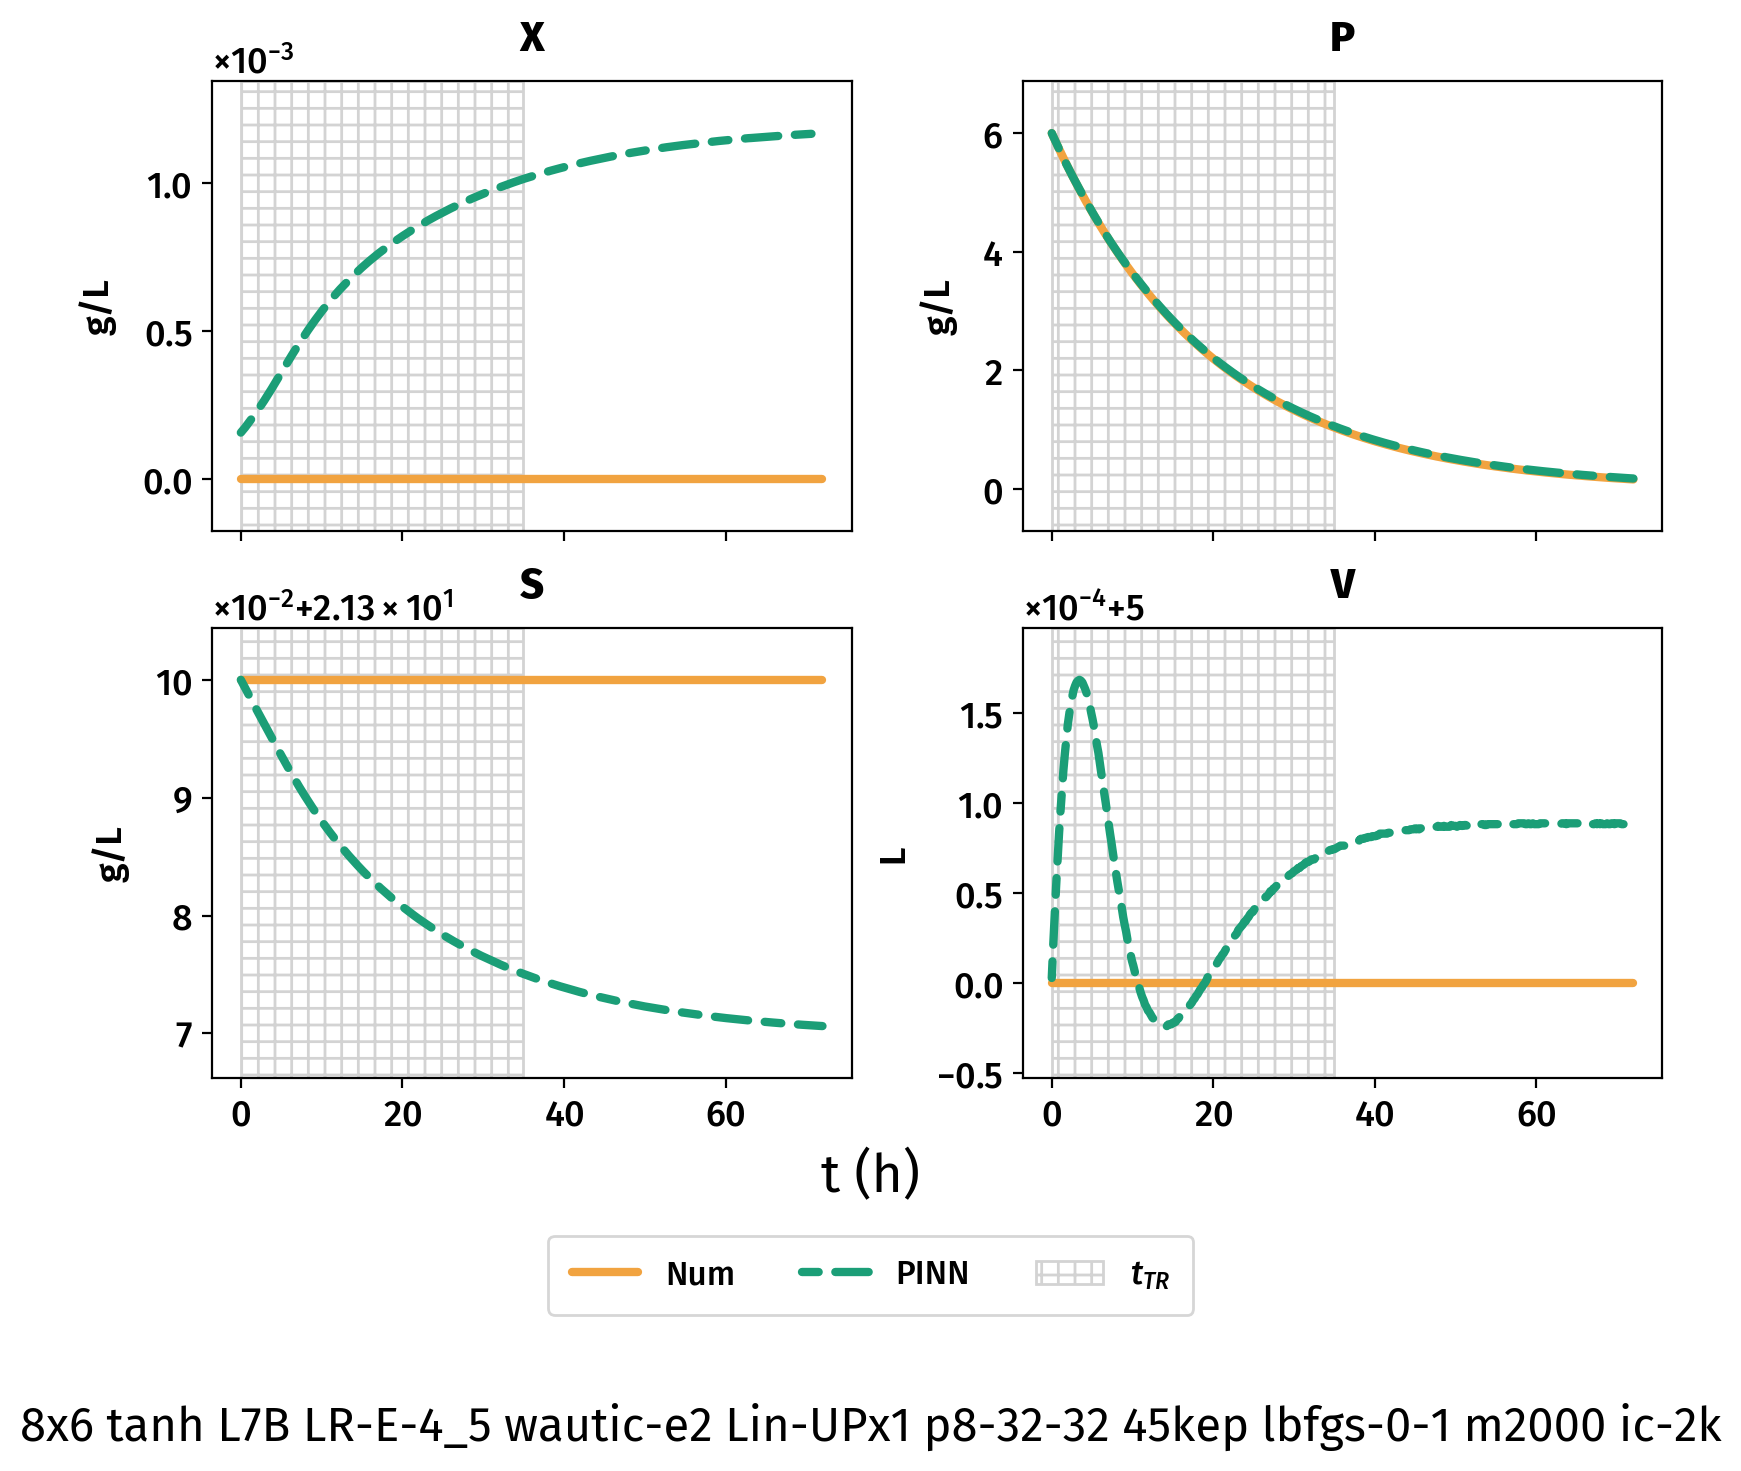 X
×10⁻³
g/L
1.0
0.5
0.0
P
g/L
6
4
2
0
S
×10⁻²+2.13 × 10¹
g/L
10
9
8
7
0 20 40 60
V
×10⁻⁴+5
L
1.5
1.0
0.5
0.0
−0.5
0 20 40 60
t (h)
Num PINN t_TR
8x6 tanh L7B LR-E-4_5 wautic-e2 Lin-UPx1 p8-32-32 45kep lbfgs-0-1 m2000 ic-2k